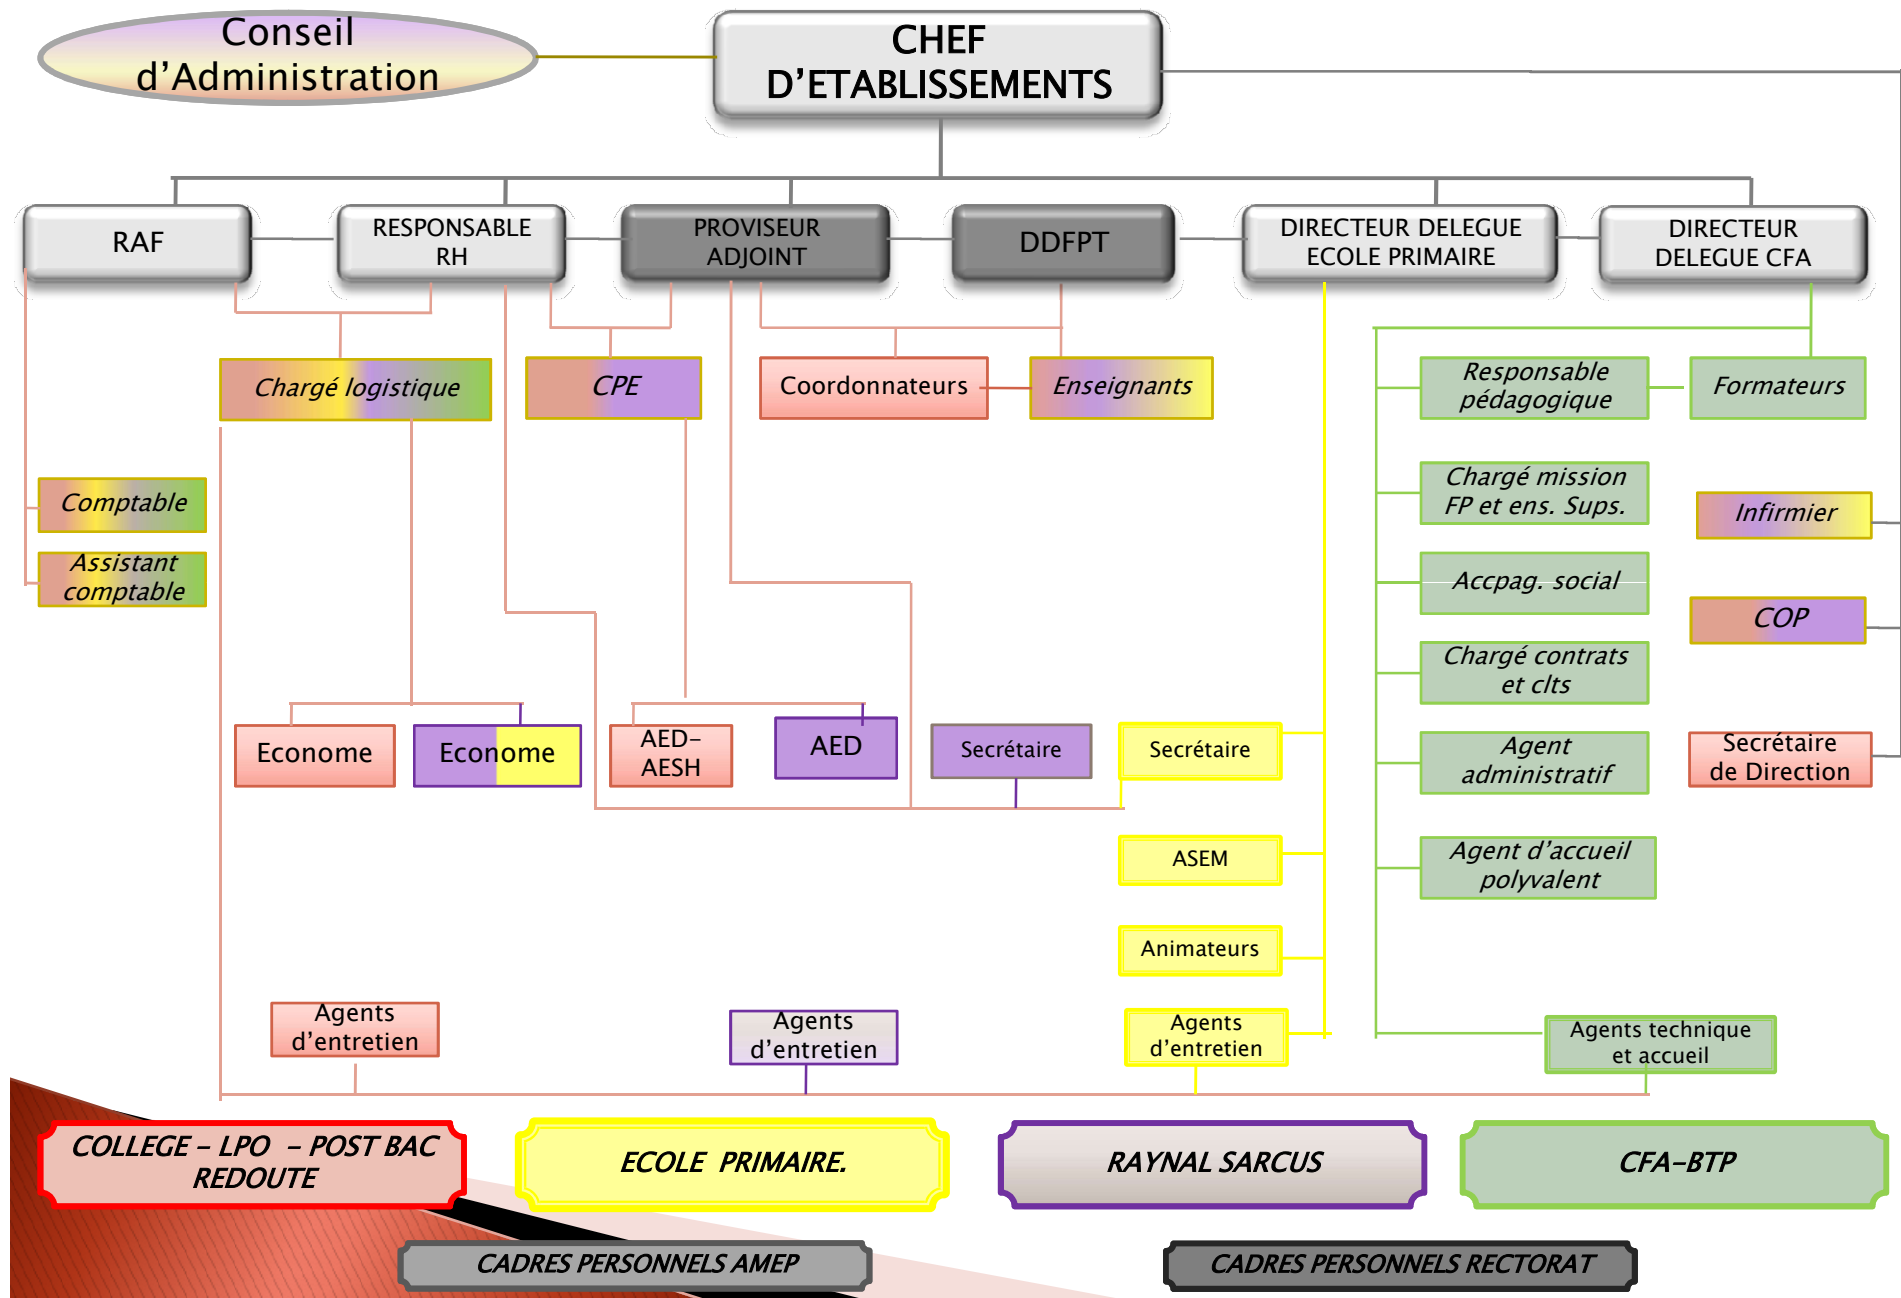 Conseil
d’Administration
CHEF
D’ETABLISSEMENTS
RAF
RESPONSABLE
RH
PROVISEUR
ADJOINT
DDFPT
DIRECTEUR DELEGUE
ECOLE PRIMAIRE
DIRECTEUR
DELEGUE CFA
Chargé logistique
CPE
Coordonnateurs
Enseignants
Responsable
pédagogique
Formateurs
Comptable
Chargé mission
FP et ens. Sups.
Infirmier
Assistant
comptable
Accpag. social
COP
Chargé contrats
et clts
Econome
Econome
AED-
AESH
AED
Secrétaire
Secrétaire
Agent
administratif
Secrétaire
de Direction
ASEM
Agent d’accueil
polyvalent
Animateurs
Agents
d’entretien
Agents
d’entretien
Agents
d’entretien
Agents technique
et accueil
COLLEGE – LPO – POST BAC
REDOUTE
ECOLE PRIMAIRE.
RAYNAL SARCUS
CFA-BTP
CADRES PERSONNELS AMEP
CADRES PERSONNELS RECTORAT